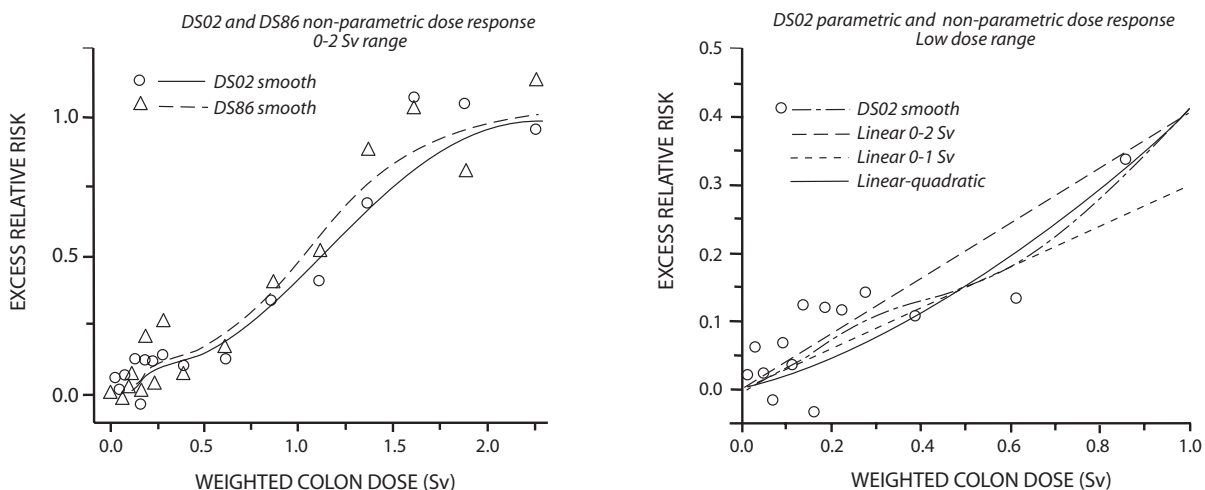 DS02 and DS86 non-parametric dose response
0-2 Sv range
DS02 smooth
DS86 smooth
EXCESS RELATIVE RISK
1.0
0.5
0.0
0.0 0.5 1.0 1.5 2.0
WEIGHTED COLON DOSE (Sv)
DS02 parametric and non-parametric dose response
Low dose range
DS02 smooth
Linear 0-2 Sv
Linear 0-1 Sv
Linear-quadratic
EXCESS RELATIVE RISK
0.5
0.4
0.3
0.2
0.1
0.0
0.0 0.2 0.4 0.6 0.8 1.0
WEIGHTED COLON DOSE (Sv)